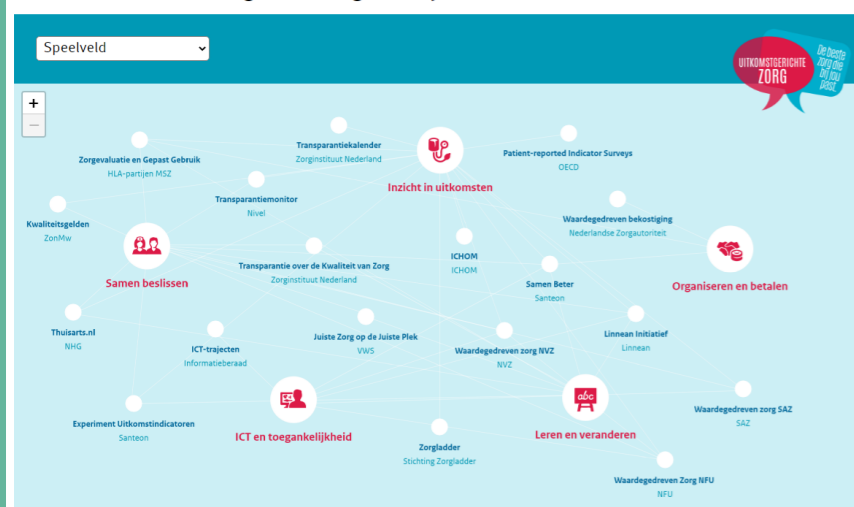 Speelveld
UITKOMSTGERICHTE
ZORG
De beste
zorg die
bij jou
past.
+
−
Transparantiekalender
Zorginstituut Nederland
Zorgevaluatie en Gepast Gebruik
HLA-partijen MSZ
Patient-reported Indicator Surveys
OECD
Inzicht in uitkomsten
Transparantiemonitor
Nivel
Kwaliteitsgelden
ZonMw
Waardegedreven bekostiging
Nederlandse Zorgautoriteit
Samen beslissen
Transparantie over de Kwaliteit van Zorg
Zorginstituut Nederland
ICHOM
ICHOM
Samen Beter
Santeon
Organiseren en betalen
Thuisarts.nl
NHG
ICT-trajecten
Informatieberaad
Juiste Zorg op de Juiste Plek
VWS
Waardegedreven zorg NVZ
NVZ
Linnean Initiatief
Linnean
abc
Experiment Uitkomstindicatoren
Santeon
ICT en toegankelijkheid
Leren en veranderen
Waardegedreven zorg SAZ
SAZ
Zorgladder
Stichting Zorgladder
Waardegedreven Zorg NFU
NFU